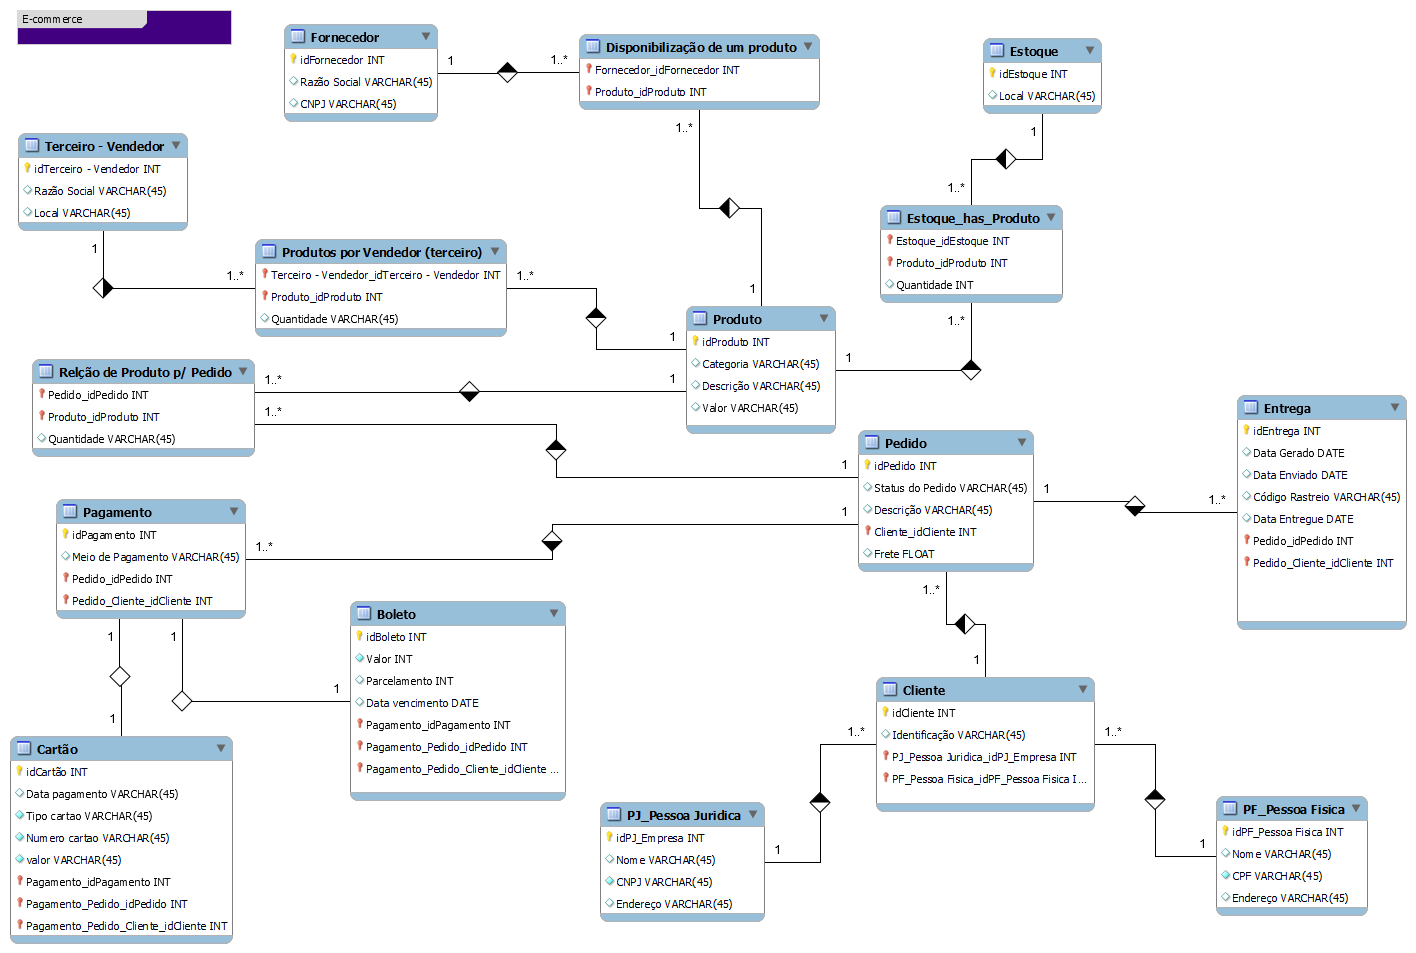 E-commerce
Fornecedor
idFornecedor INT
Razão Social VARCHAR(45)
CNPJ VARCHAR(45)
1
1..*
Disponibilização de um produto
Fornecedor_idFornecedor INT
Produto_idProduto INT
1..*
1
Estoque
idEstoque INT
Local VARCHAR(45)
1
1..*
Terceiro - Vendedor
idTerceiro - Vendedor INT
Razão Social VARCHAR(45)
Local VARCHAR(45)
1
1..*
Produtos por Vendedor (terceiro)
Terceiro - Vendedor_idTerceiro - Vendedor INT
Produto_idProduto INT
Quantidade VARCHAR(45)
1..*
1
Estoque_has_Produto
Estoque_idEstoque INT
Produto_idProduto INT
Quantidade INT
1..*
1
Produto
idProduto INT
Categoria VARCHAR(45)
Descrição VARCHAR(45)
Valor VARCHAR(45)
Relção de Produto p/ Pedido
Pedido_idPedido INT
Produto_idProduto INT
Quantidade VARCHAR(45)
1..*
1
1..*
1
Pedido
idPedido INT
Status do Pedido VARCHAR(45)
Descrição VARCHAR(45)
Cliente_idCliente INT
Frete FLOAT
1
1..*
Entrega
idEntrega INT
Data Gerado DATE
Data Enviado DATE
Código Rastreio VARCHAR(45)
Data Entregue DATE
Pedido_idPedido INT
Pedido_Cliente_idCliente INT
Pagamento
idPagamento INT
Meio de Pagamento VARCHAR(45)
Pedido_idPedido INT
Pedido_Cliente_idCliente INT
1..*
1
1
1
1
1
Boleto
idBoleto INT
Valor INT
Parcelamento INT
Data vencimento DATE
Pagamento_idPagamento INT
Pagamento_Pedido_idPedido INT
Pagamento_Pedido_Cliente_idCliente ...
1..*
1
Cliente
idCliente INT
Identificação VARCHAR(45)
PJ_Pessoa Juridica_idPJ_Empresa INT
PF_Pessoa Fisica_idPF_Pessoa Fisica I...
1..*
1
1..*
1
Cartão
idCartão INT
Data pagamento VARCHAR(45)
Tipo cartao VARCHAR(45)
Numero cartao VARCHAR(45)
valor VARCHAR(45)
Pagamento_idPagamento INT
Pagamento_Pedido_idPedido INT
Pagamento_Pedido_Cliente_idCliente INT
PJ_Pessoa Juridica
idPJ_Empresa INT
Nome VARCHAR(45)
CNPJ VARCHAR(45)
Endereço VARCHAR(45)
PF_Pessoa Fisica
idPF_Pessoa Fisica INT
Nome VARCHAR(45)
CPF VARCHAR(45)
Endereço VARCHAR(45)